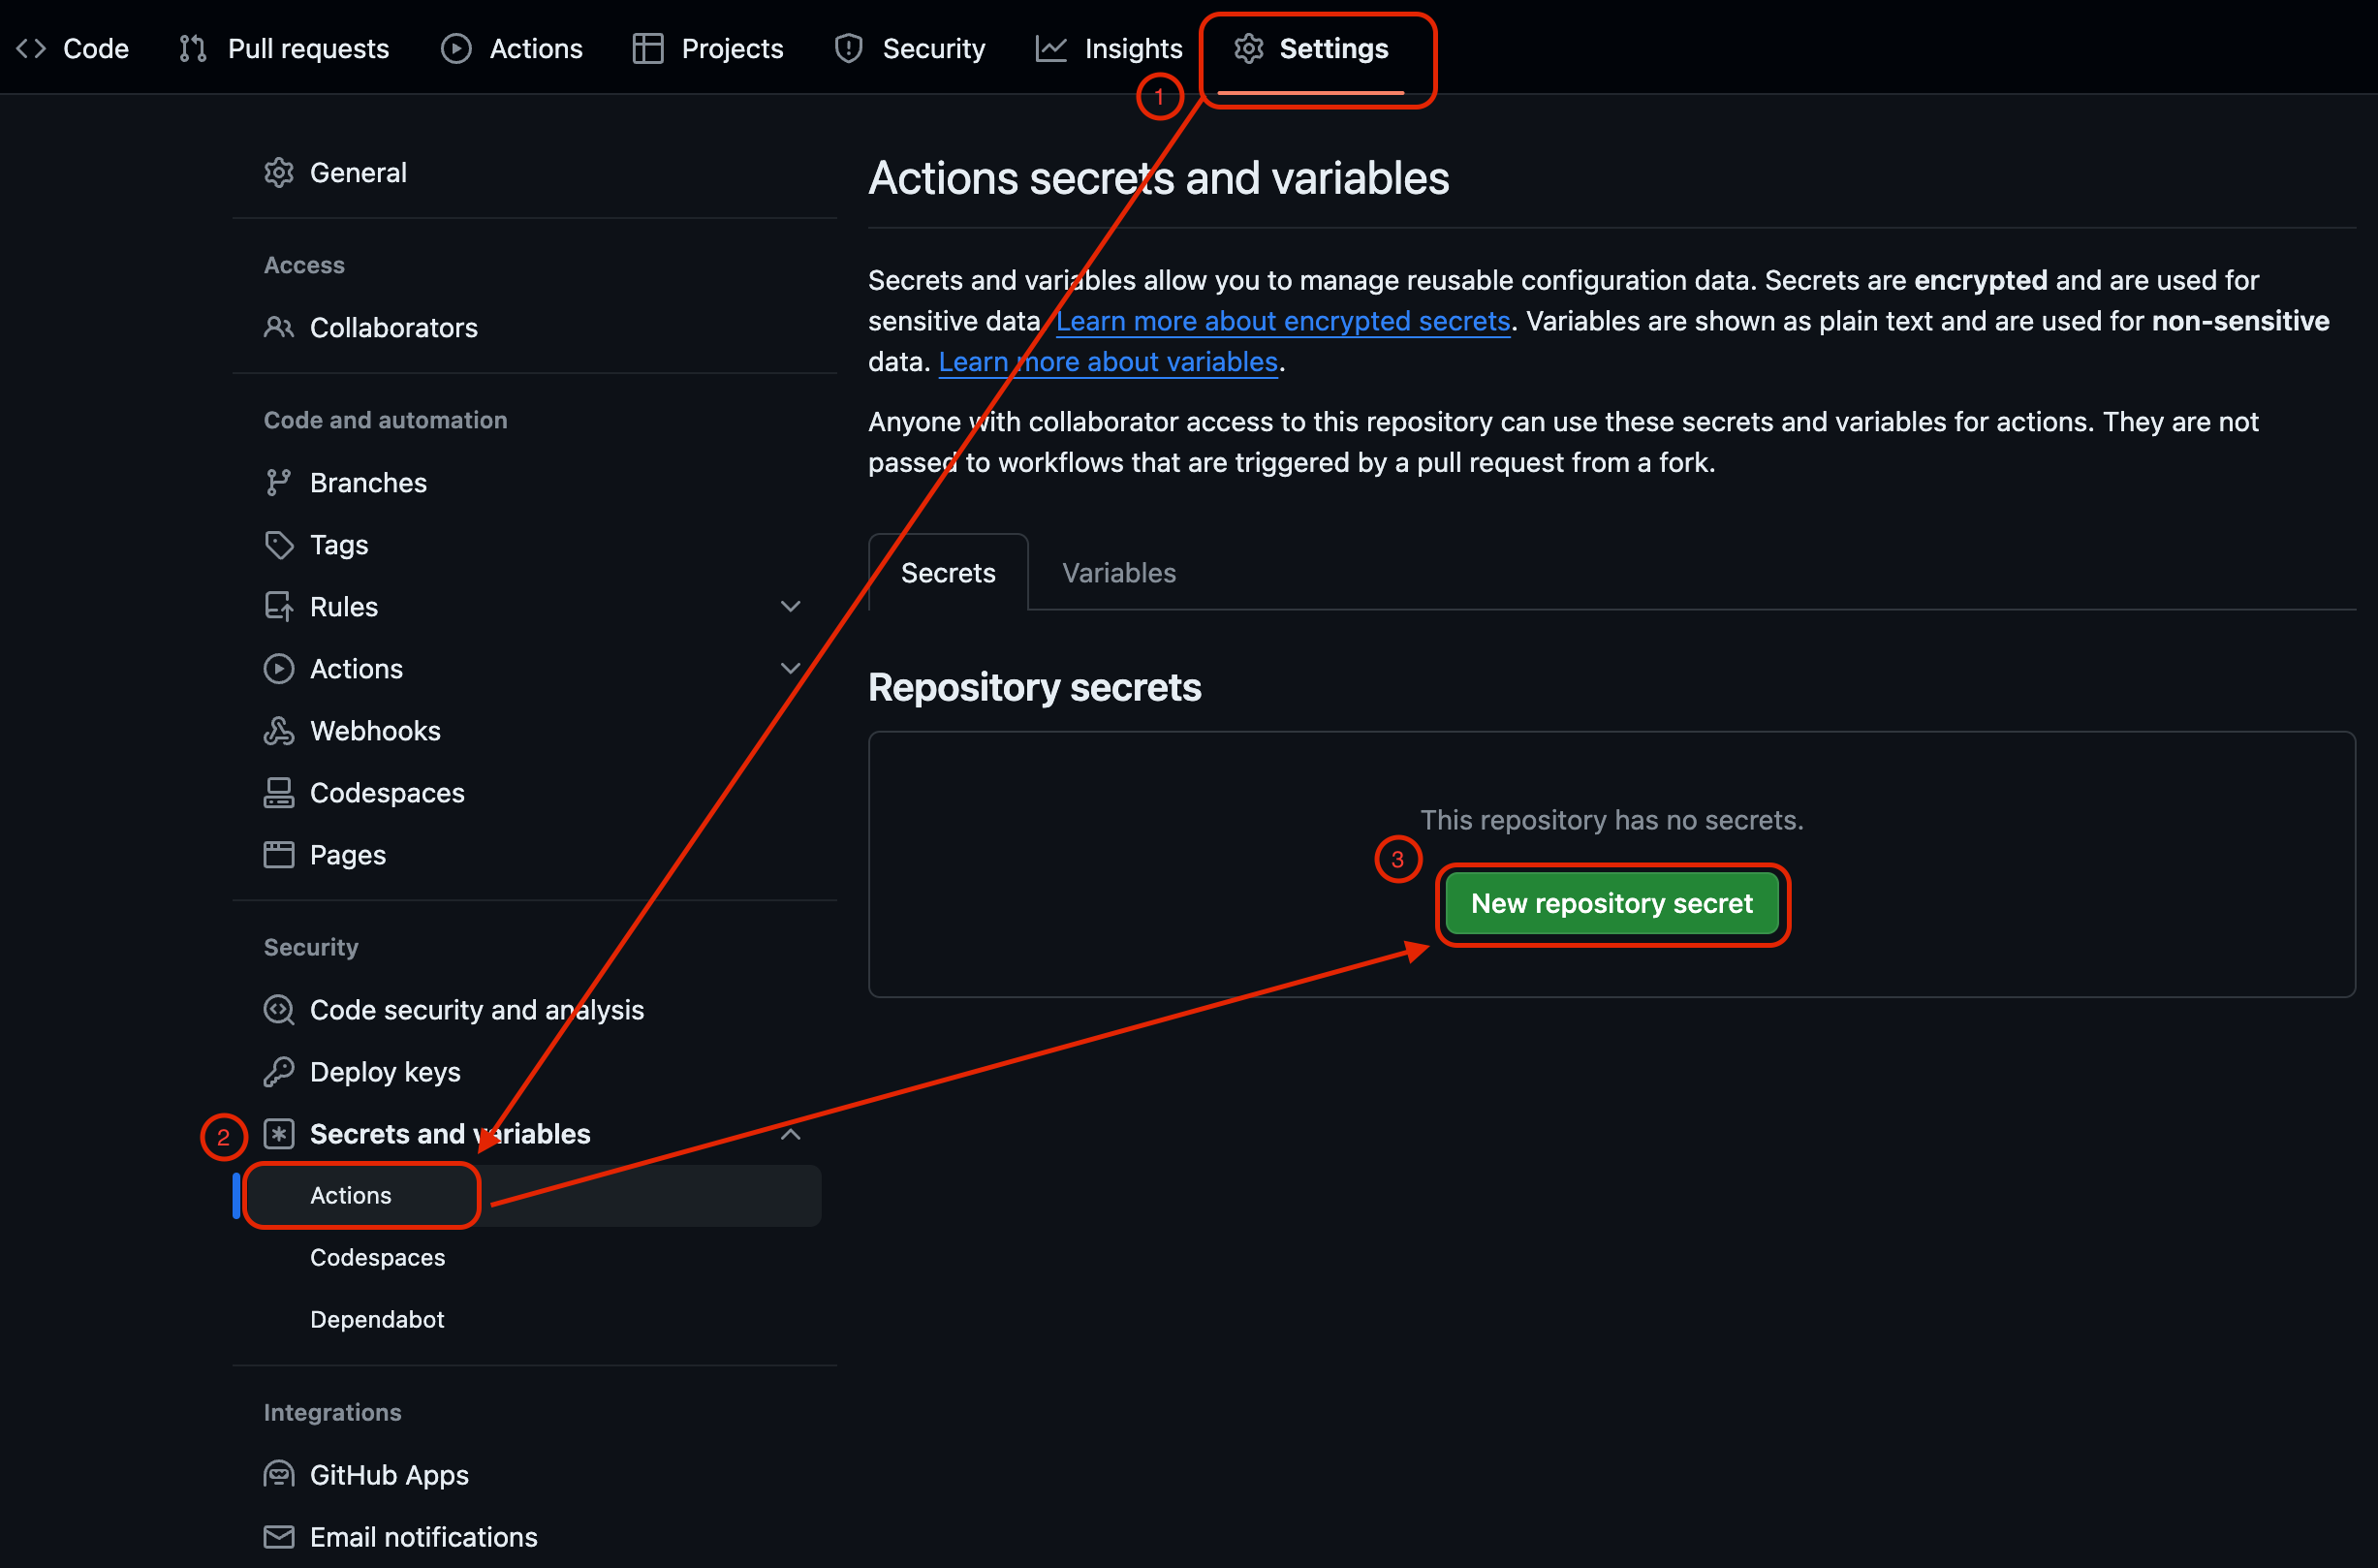 Code
Pull requests
Actions
Projects
Security
Insights
Settings
1
General
Access
Collaborators
Code and automation
Branches
Tags
Rules
Actions
Webhooks
Codespaces
Pages
Security
Code security and analysis
Deploy keys
2
Secrets and variables
Actions
Codespaces
Dependabot
Integrations
GitHub Apps
Email notifications
Actions secrets and variables
Secrets and variables allow you to manage reusable configuration data. Secrets are encrypted and are used for
sensitive data. Learn more about encrypted secrets. Variables are shown as plain text and are used for non-sensitive
data. Learn more about variables.
Anyone with collaborator access to this repository can use these secrets and variables for actions. They are not
passed to workflows that are triggered by a pull request from a fork.
Secrets
Variables
Repository secrets
This repository has no secrets.
3
New repository secret